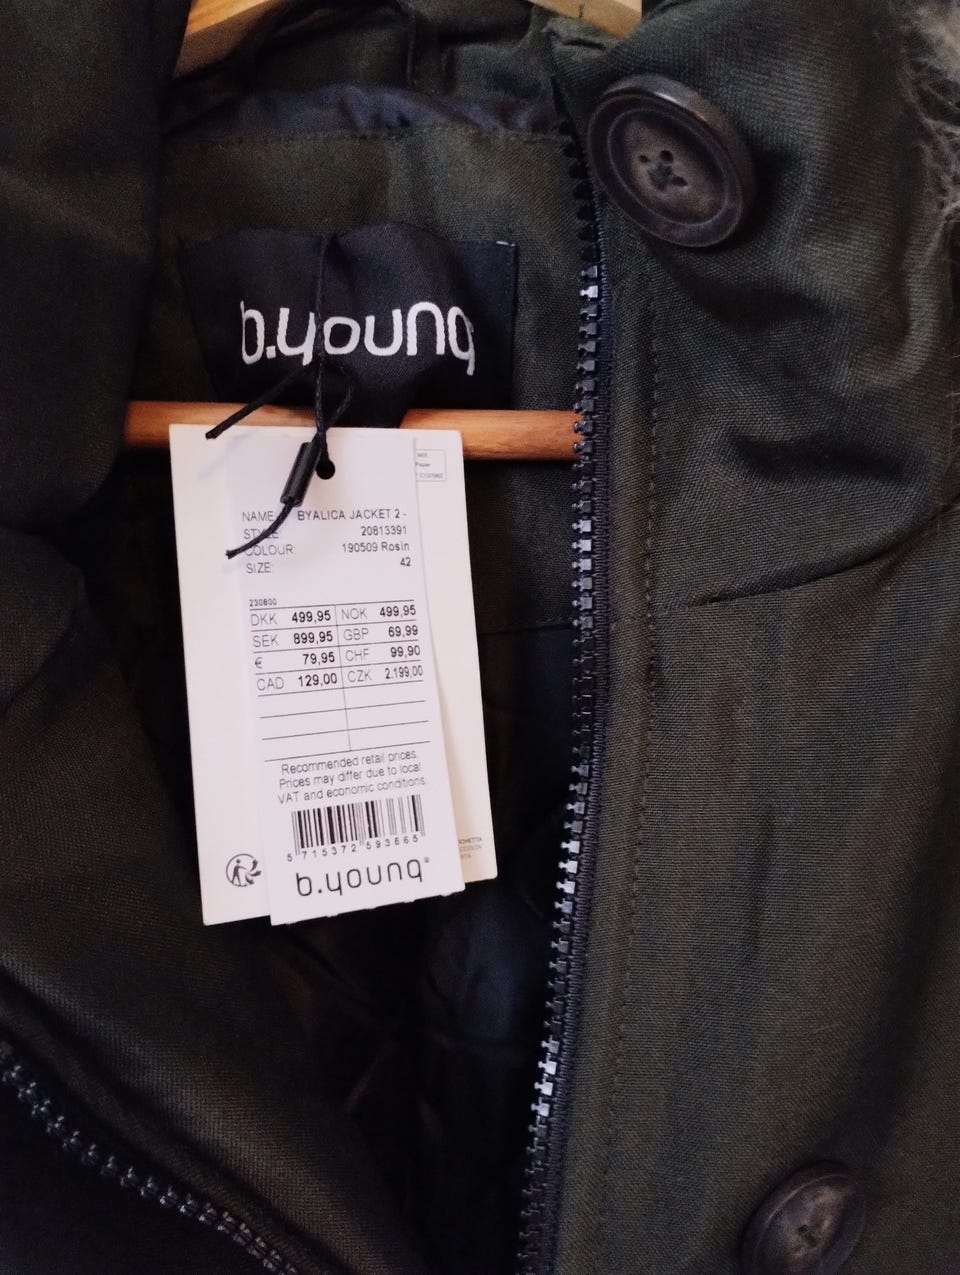 b.young
MIX
Paper
NAME: BYALICA JACKET 2 -
STYLE: 20813391
COLOUR: 190509 Rosin
SIZE: 42
230800
DKK 499,95 NOK 499,95
SEK 899,95 GBP 69,99
€ 79,95 CHF 99,90
CAD 129,00 CZK 2.199,00
Recommended retail prices.
Prices may differ due to local
VAT and economic conditions.
5 715372 593665
b.young®